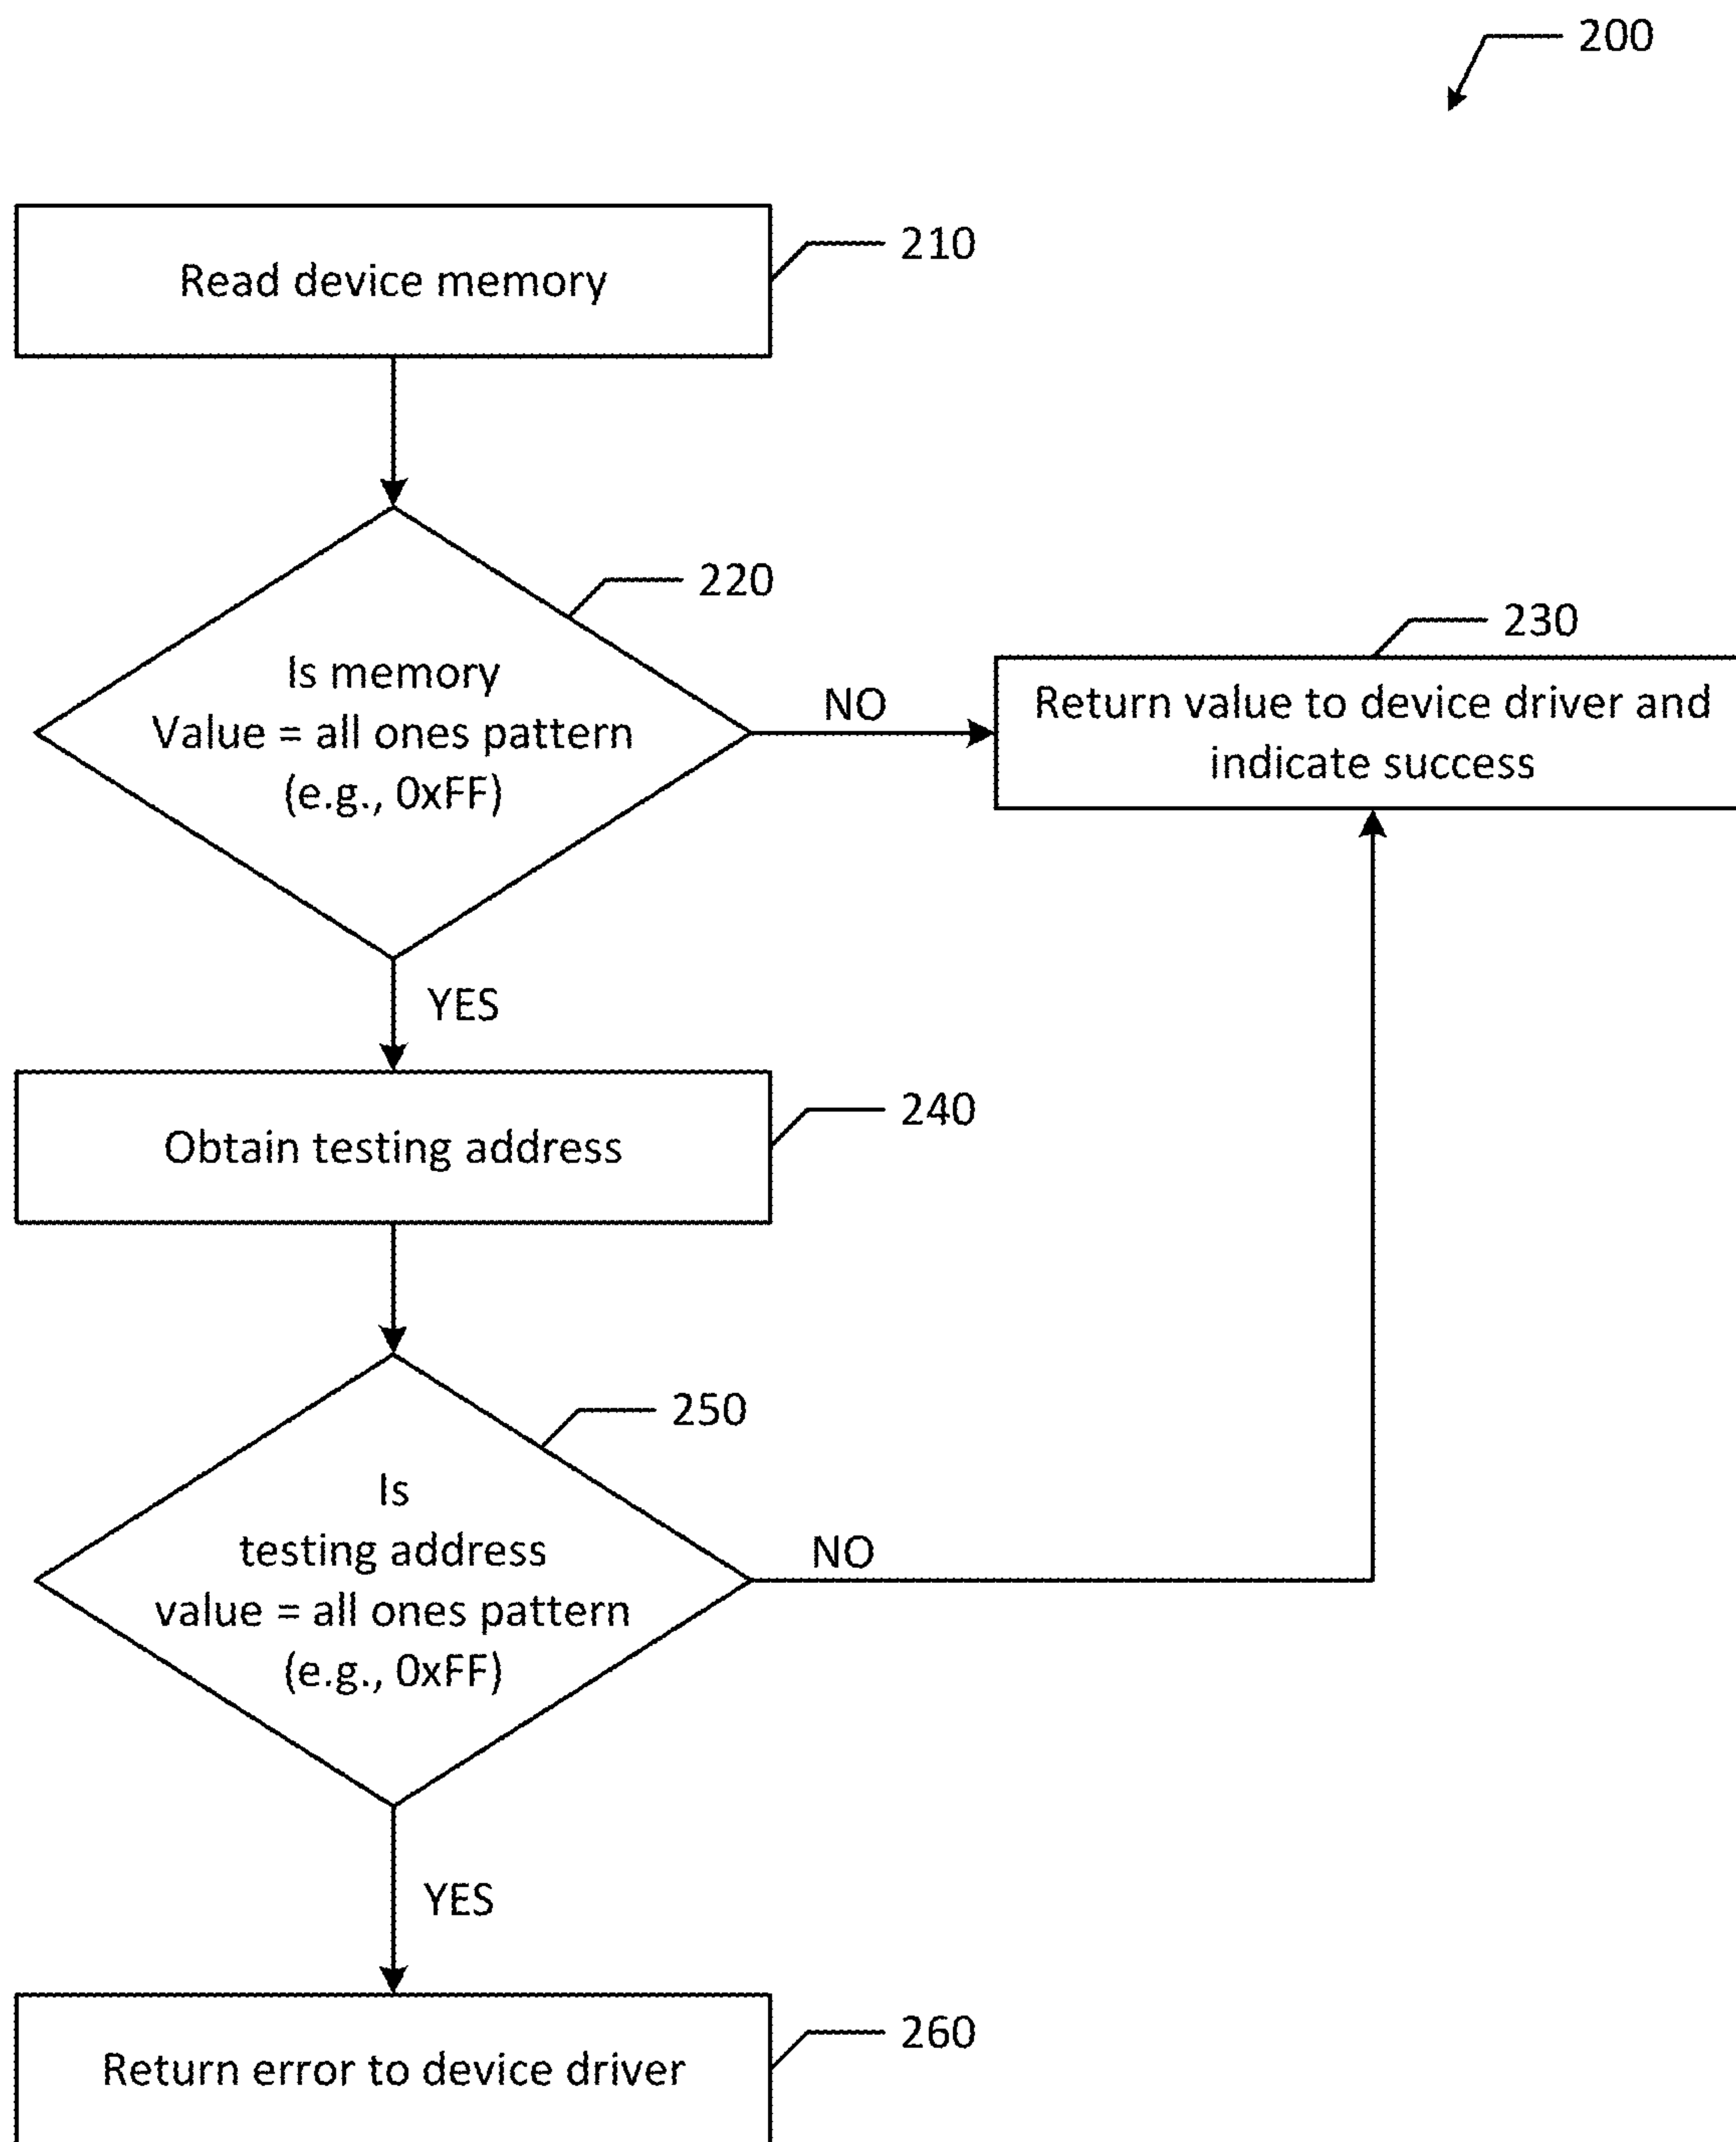 200
210
Read device memory
220
Is memory
Value = all ones pattern
(e.g., 0xFF)
NO
230
Return value to device driver and
indicate success
YES
240
Obtain testing address
250
Is
testing address
value = all ones pattern
(e.g., 0xFF)
NO
YES
260
Return error to device driver